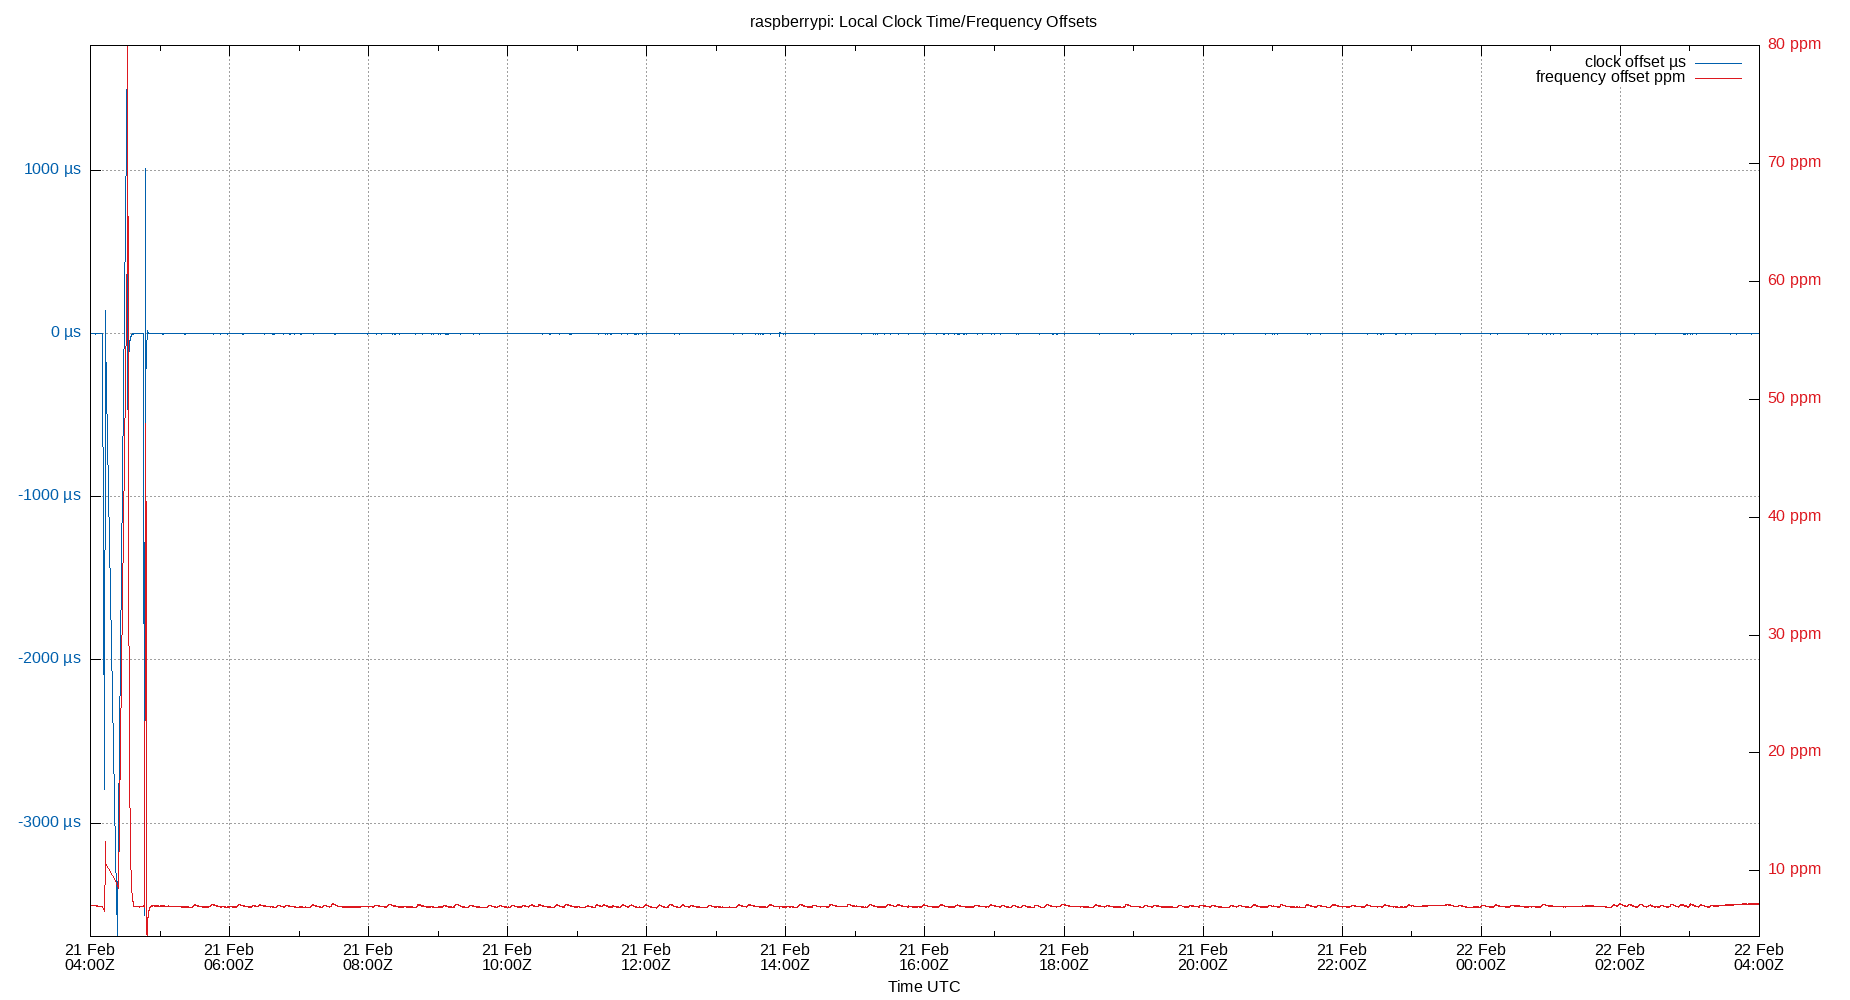 raspberrypi: Local Clock Time/Frequency Offsets
clock offset µs
frequency offset ppm
1000 µs
0 µs
-1000 µs
-2000 µs
-3000 µs
80 ppm
70 ppm
60 ppm
50 ppm
40 ppm
30 ppm
20 ppm
10 ppm
21 Feb 21 Feb 21 Feb 21 Feb 21 Feb 21 Feb 21 Feb 21 Feb 21 Feb 21 Feb 22 Feb 22 Feb 22 Feb
04:00Z 06:00Z 08:00Z 10:00Z 12:00Z 14:00Z 16:00Z 18:00Z 20:00Z 22:00Z 00:00Z 02:00Z 04:00Z
Time UTC